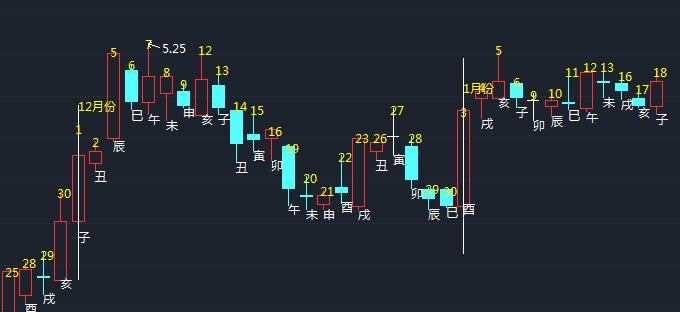 25
28
酉
29
戌
30
亥
12月份
1
子
2
丑
5
辰
6
巳
7
5.25
午
8
未
9
申
12
亥
13
子
14
丑
15
寅
16
卯
19
午
20
未
21
申
22
酉
23
戌
26
丑
27
寅
28
卯
29
辰
30
巳
1月份
3
酉
4
戌
5
亥
6
子
9
卯
10
辰
11
巳
12
午
13
16
戌
17
亥
18
子